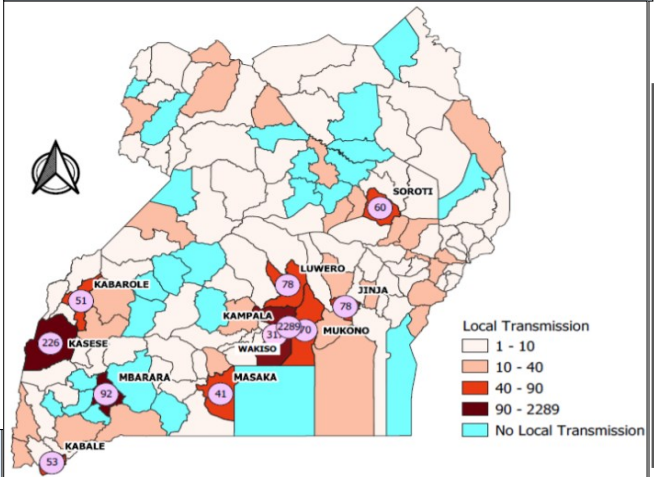 SOROTI
60
LUWERO
78
KABAROLE
51
JINJA
78
KAMPALA
2289
70
MUKONO
31
WAKISO
226
KASESE
MBARARA
92
MASAKA
41
KABALE
53
Local Transmission
1 - 10
10 - 40
40 - 90
90 - 2289
No Local Transmission